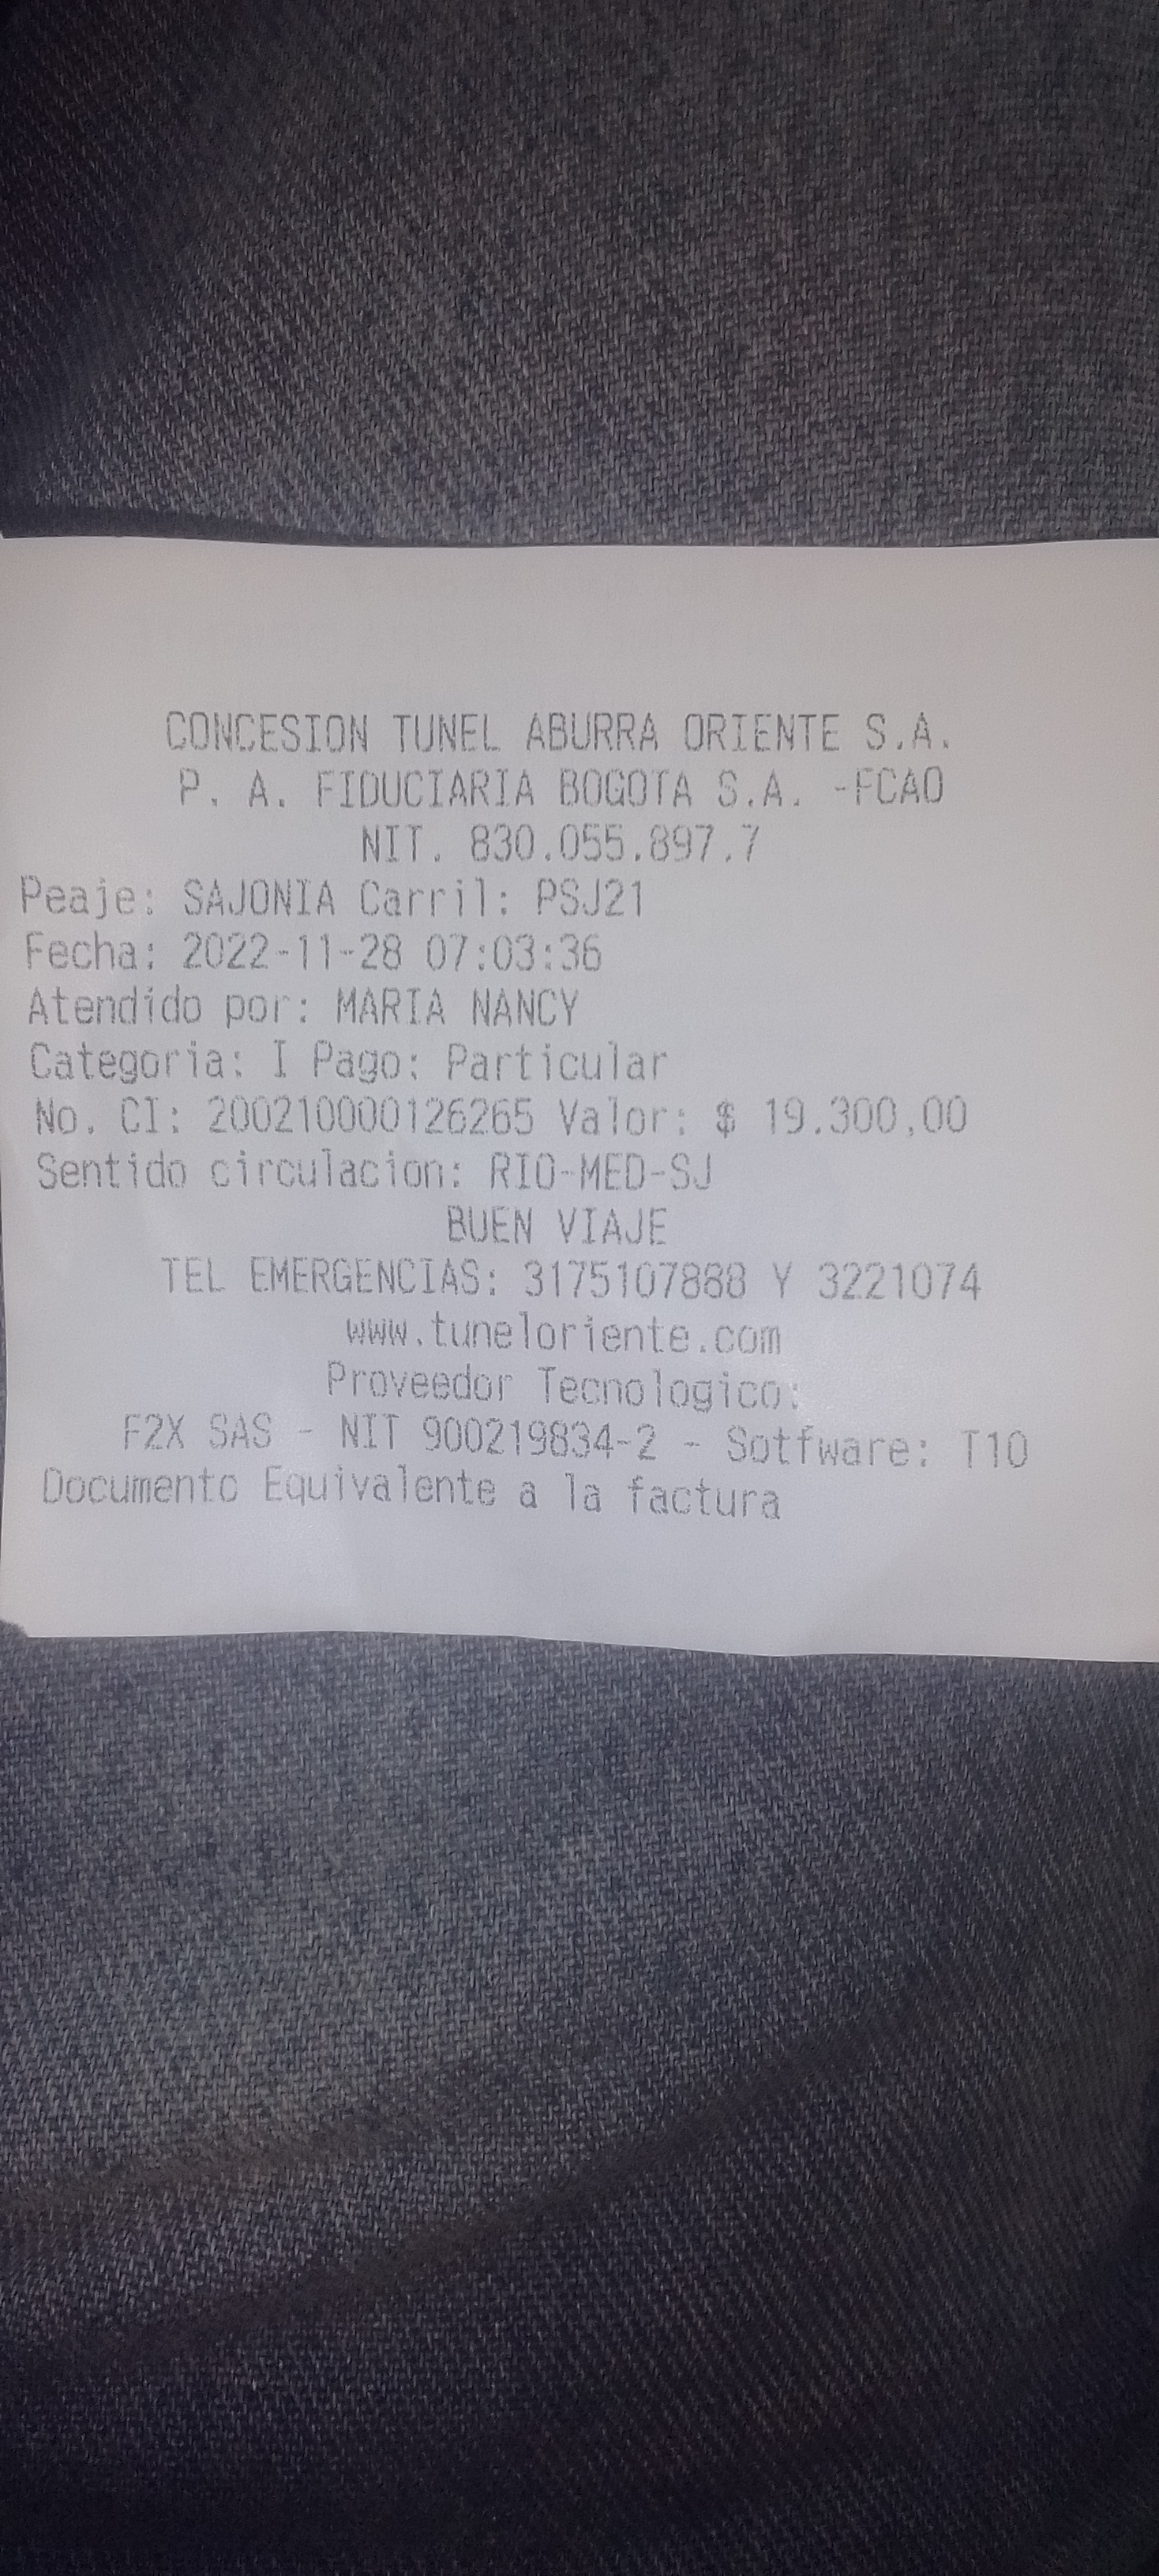 CONCESION TUNEL ABURRA ORIENTE S.A.
P. A. FIDUCIARIA BOGOTA S.A. -FCAO
NIT. 830.055.897.7
Peaje: SAJONIA Carril: PSJ21
Fecha: 2022-11-28 07:03:36
Atendido por: MARIA NANCY
Categoria: I Pago: Particular
No. CI: 200210000126265 Valor: $ 19.300,00
Sentido circulacion: RIO-MED-SJ
BUEN VIAJE
TEL EMERGENCIAS: 3175107888 Y 3221074
www.tuneloriente.com
Proveedor Tecnologico:
F2X SAS - NIT 900219834-2 - Sotfware: T10
Documento Equivalente a la factura